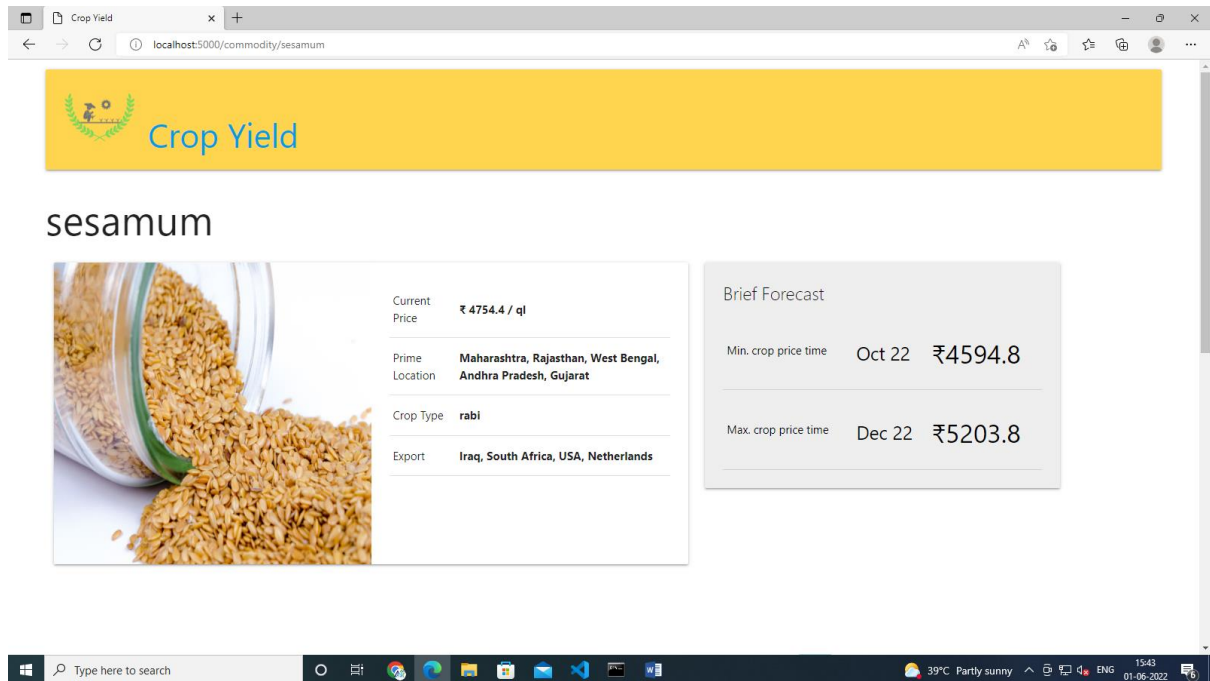 Crop Yield
localhost:5000/commodity/sesamum
Crop Yield
sesamum
Current
Price
₹ 4754.4 / ql
Prime
Location
Maharashtra, Rajasthan, West Bengal,
Andhra Pradesh, Gujarat
Crop Type rabi
Export Iraq, South Africa, USA, Netherlands
Brief Forecast
Min. crop price time Oct 22 ₹4594.8
Max. crop price time Dec 22 ₹5203.8
Type here to search
39°C Partly sunny
ENG
15:43
01-06-2022
6